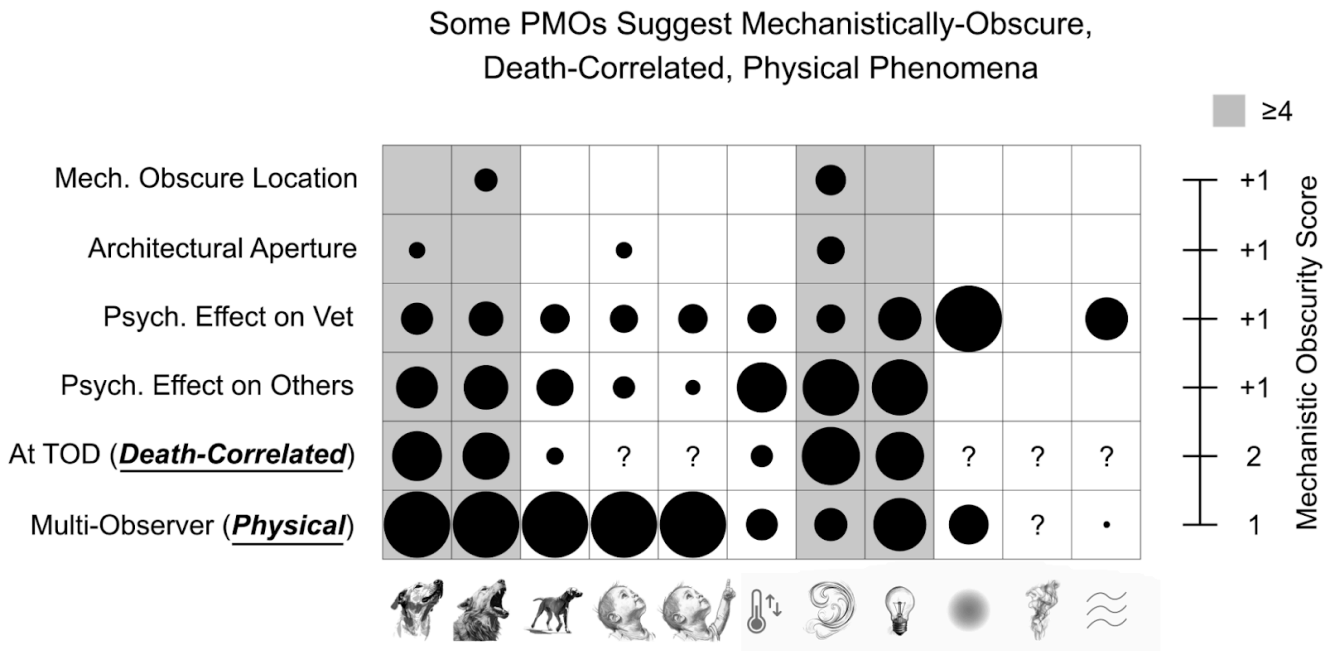 Some PMOs Suggest Mechanistically-Obscure,
Death-Correlated, Physical Phenomena
≥4
Mech. Obscure Location
+1
Architectural Aperture
+1
Psych. Effect on Vet
+1
Psych. Effect on Others
+1
At TOD (Death-Correlated)
? ? ? ? ?
2
Multi-Observer (Physical)
?
1
Mechanistic Obscurity Score